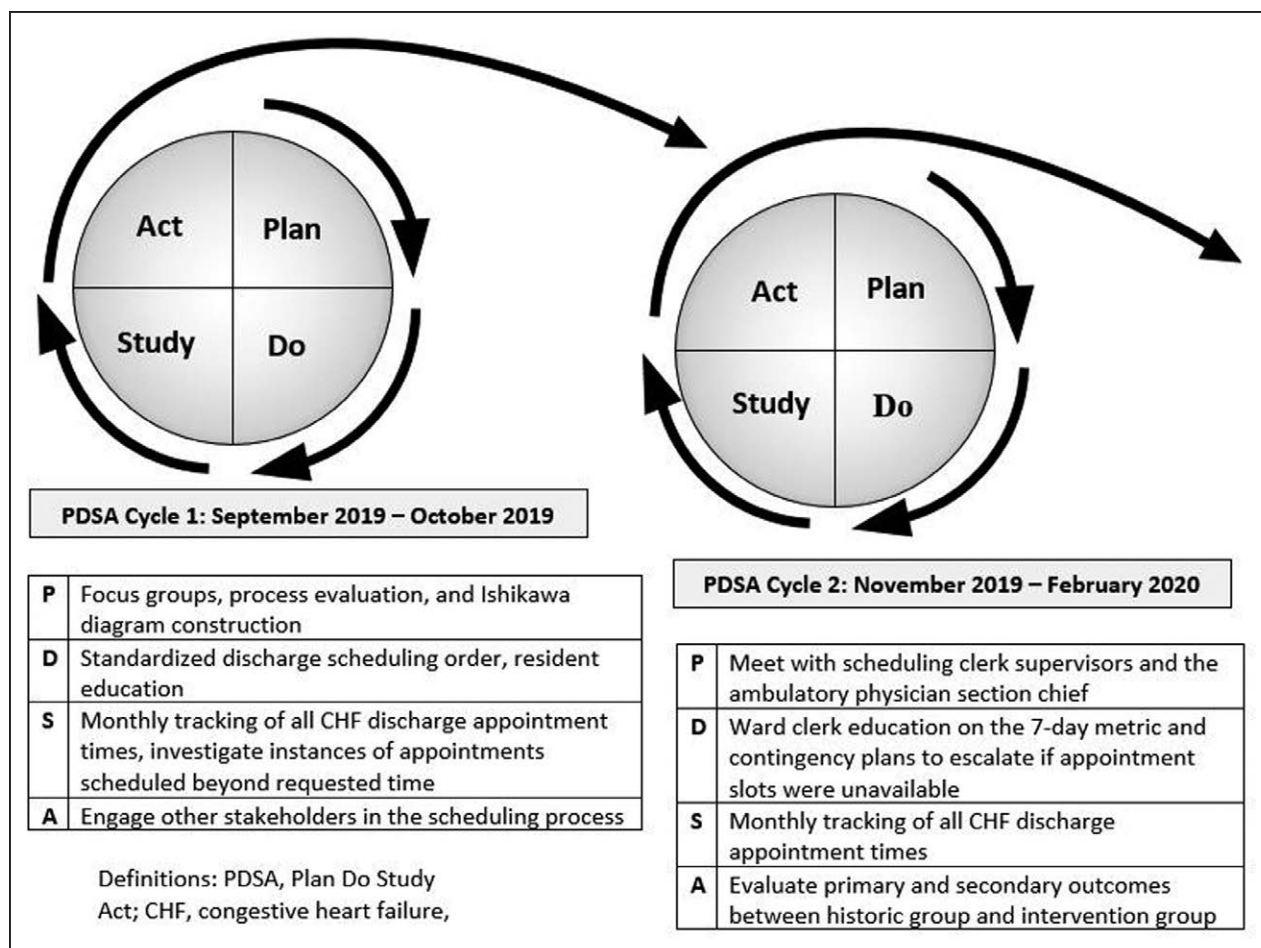 Act
Plan
Study
Do
PDSA Cycle 1: September 2019 – October 2019
P Focus groups, process evaluation, and Ishikawa
diagram construction
D Standardized discharge scheduling order, resident
education
S Monthly tracking of all CHF discharge appointment
times, investigate instances of appointments
scheduled beyond requested time
A Engage other stakeholders in the scheduling process
Definitions: PDSA, Plan Do Study
Act; CHF, congestive heart failure,
Act
Plan
Study
Do
PDSA Cycle 2: November 2019 – February 2020
P Meet with scheduling clerk supervisors and the
ambulatory physician section chief
D Ward clerk education on the 7-day metric and
contingency plans to escalate if appointment
slots were unavailable
S Monthly tracking of all CHF discharge
appointment times
A Evaluate primary and secondary outcomes
between historic group and intervention group